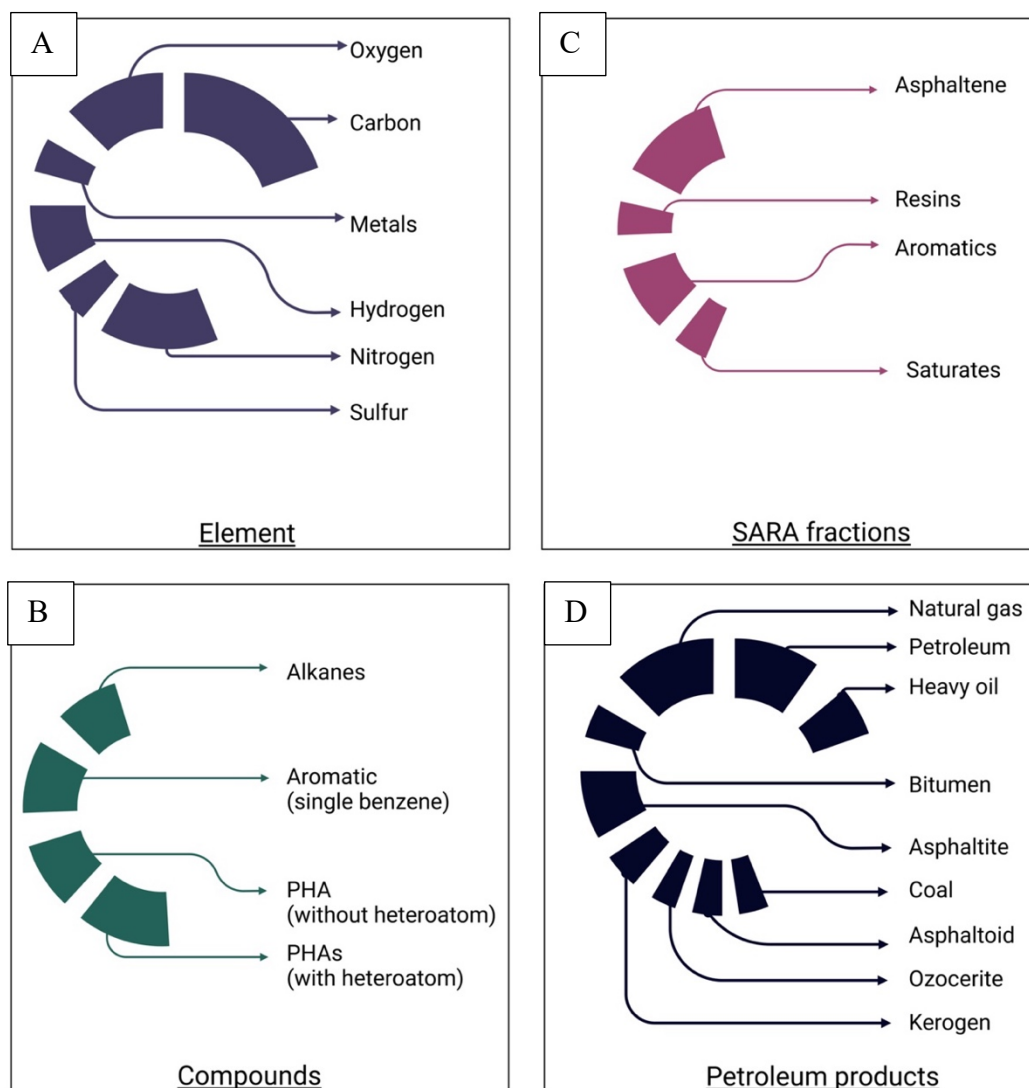 A
Oxygen
Carbon
Metals
Hydrogen
Nitrogen
Sulfur
Element
C
Asphaltene
Resins
Aromatics
Saturates
SARA fractions
B
Alkanes
Aromatic
(single benzene)
PHA
(without heteroatom)
PHAs
(with heteroatom)
Compounds
D
Natural gas
Petroleum
Heavy oil
Bitumen
Asphaltite
Coal
Asphaltoid
Ozocerite
Kerogen
Petroleum products